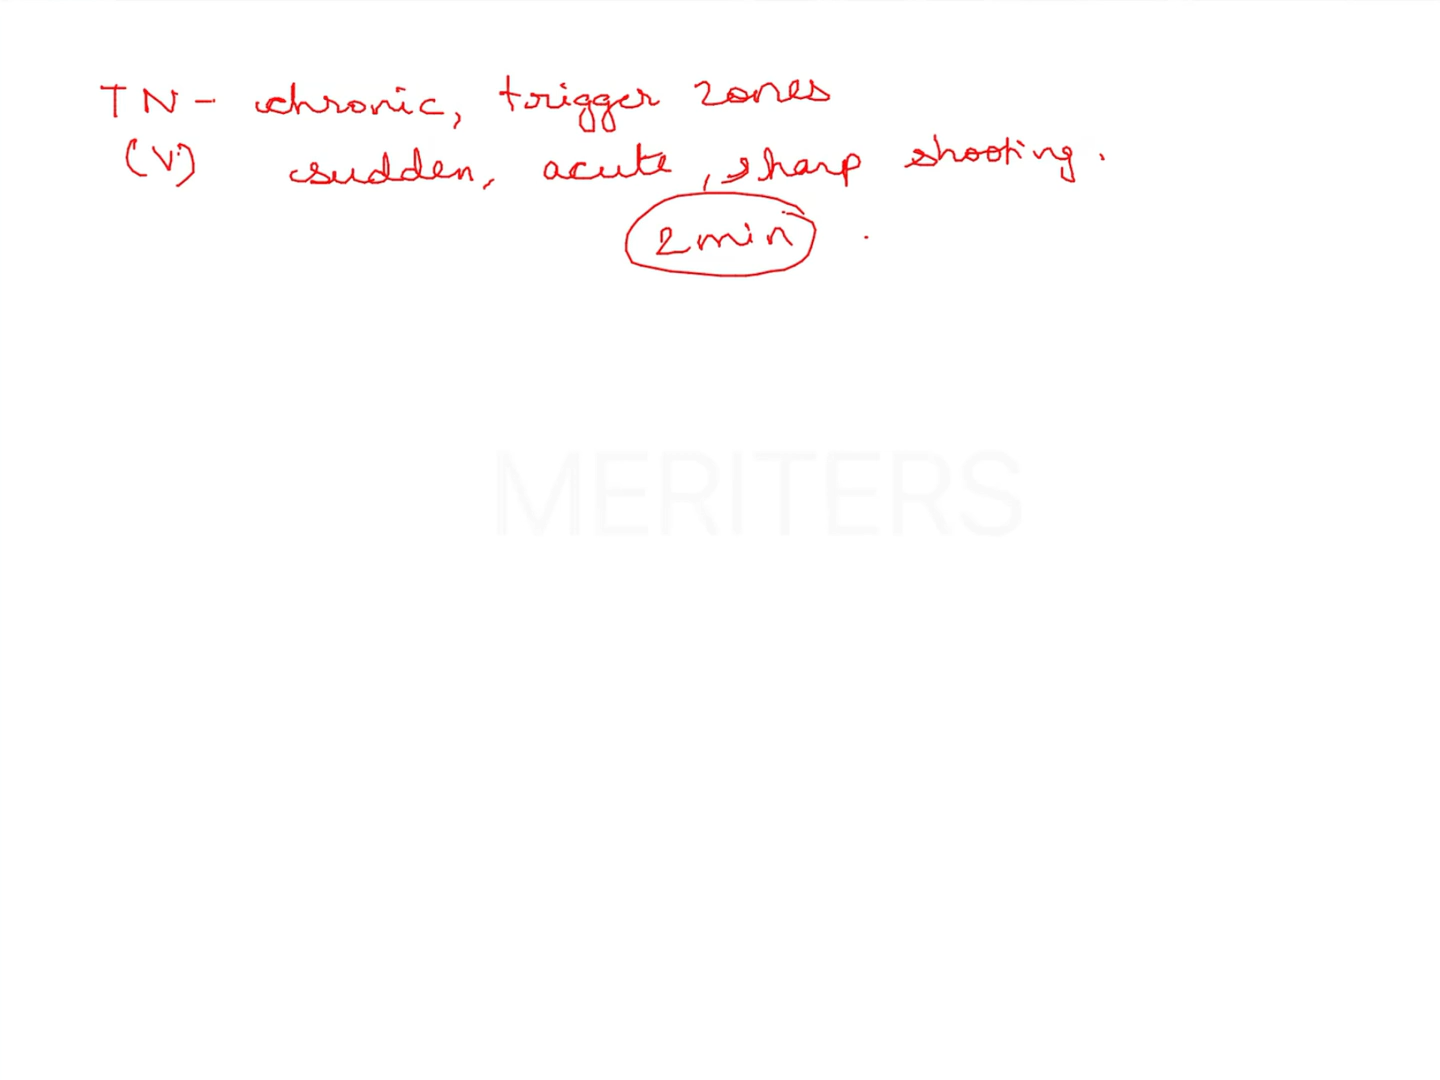 TN - chronic, trigger zones
(V) sudden, acute, sharp shooting.
2min
MERITERS